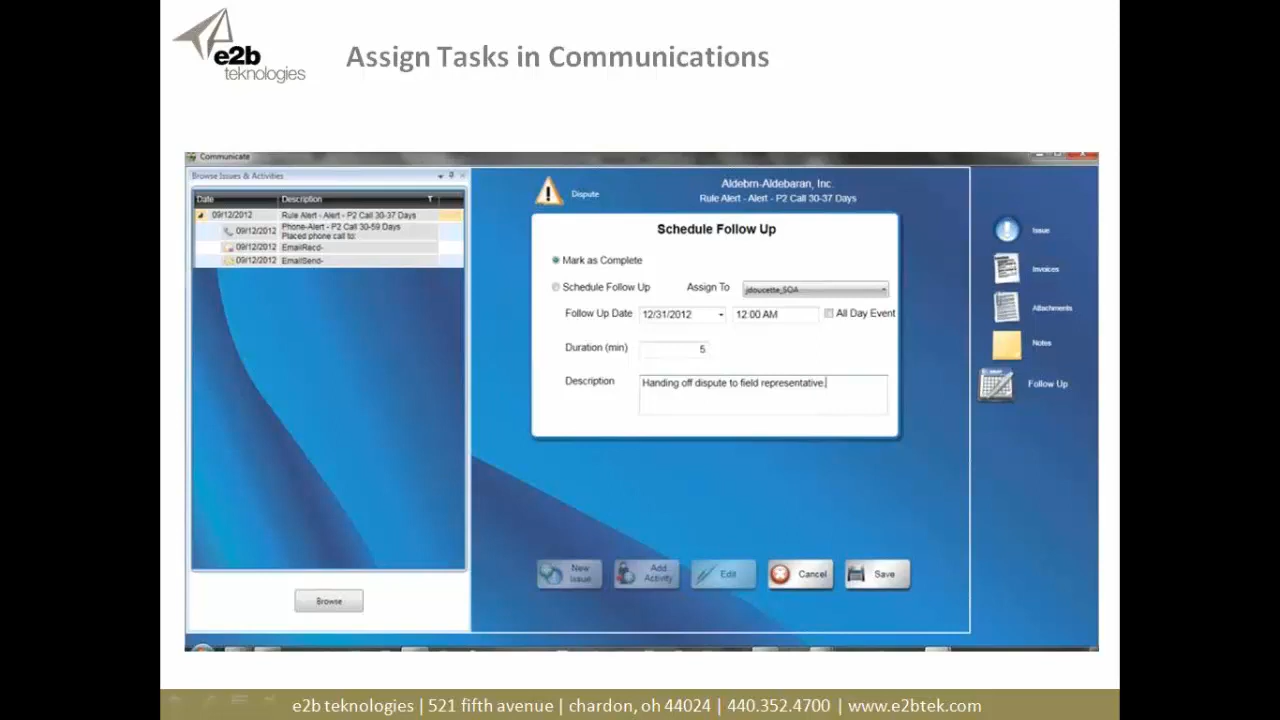 e2b
teknologies
Assign Tasks in Communications
Communicate
Browse Issues & Activities
Date Description
09/12/2012 Rule Alert - Alert - P2 Call 30-37 Days
09/12/2012 Phone-Alert - P2 Call 30-59 Days
Placed phone call to:
09/12/2012 EmailRecd-
09/12/2012 EmailSend-
Browse
Dispute
Aldebrn-Aldebaran, Inc.
Rule Alert - Alert - P2 Call 30-37 Days
Schedule Follow Up
Mark as Complete
Schedule Follow Up Assign To jdoucette_SOA
Follow Up Date 12/31/2012 12:00 AM All Day Event
Duration (min) 5
Description Handing off dispute to field representative.
New Issue
Add Activity
Edit
Cancel
Save
Issue
Invoices
Attachments
Notes
Follow Up
e2b teknologies | 521 fifth avenue | chardon, oh 44024 | 440.352.4700 | www.e2btek.com